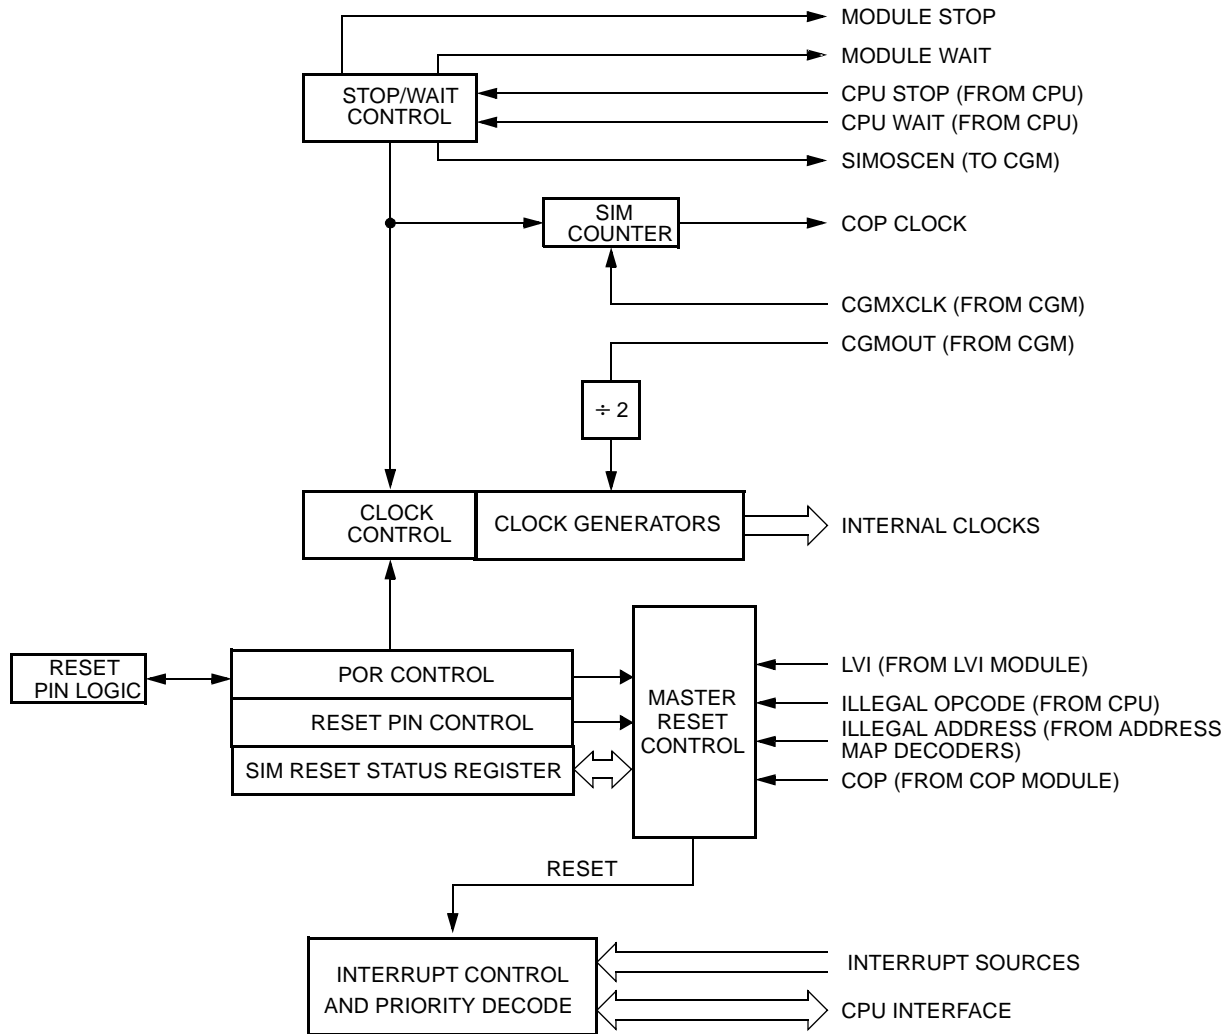 MODULE STOP
MODULE WAIT
STOP/WAIT
CONTROL
CPU STOP (FROM CPU)
CPU WAIT (FROM CPU)
SIMOSCEN (TO CGM)
SIM
COUNTER
COP CLOCK
CGMXCLK (FROM CGM)
CGMOUT (FROM CGM)
÷ 2
CLOCK
CONTROL
CLOCK GENERATORS
INTERNAL CLOCKS
RESET
PIN LOGIC
POR CONTROL
RESET PIN CONTROL
SIM RESET STATUS REGISTER
MASTER
RESET
CONTROL
LVI (FROM LVI MODULE)
ILLEGAL OPCODE (FROM CPU)
ILLEGAL ADDRESS (FROM ADDRESS
MAP DECODERS)
COP (FROM COP MODULE)
RESET
INTERRUPT CONTROL
AND PRIORITY DECODE
INTERRUPT SOURCES
CPU INTERFACE